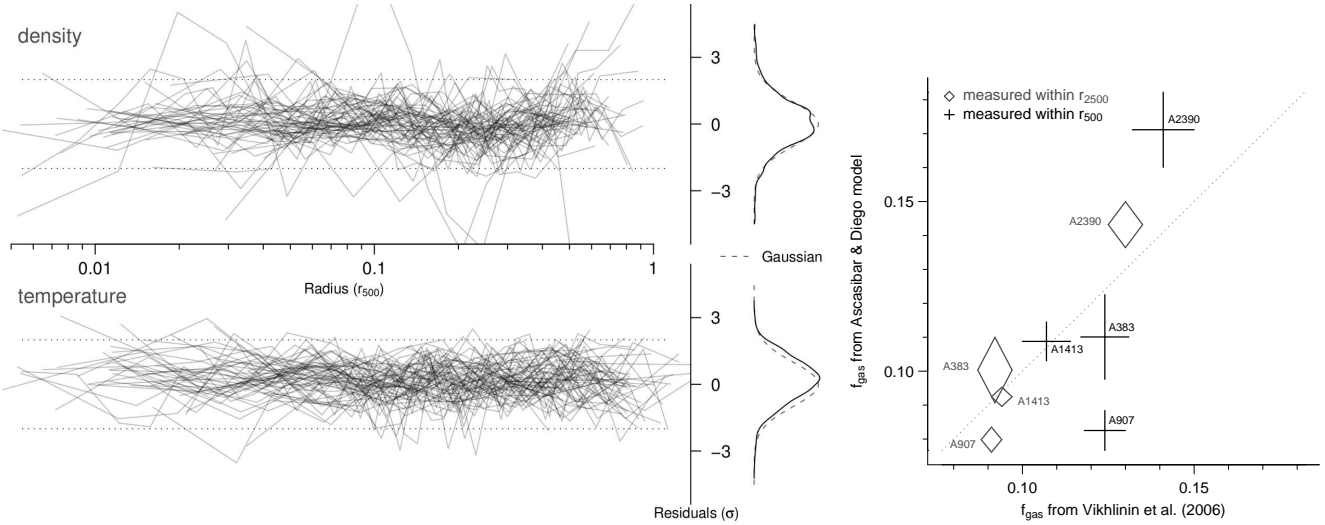 density
3
0
−3
0.01
0.1
1
Radius (r500)
Gaussian
temperature
3
0
−3
Residuals (σ)
measured within r2500
measured within r500
A2390
A2390
A383
A1413
A383
A1413
A907
A907
0.15
0.10
fgas from Ascasibar & Diego model
0.10
0.15
fgas from Vikhlinin et al. (2006)